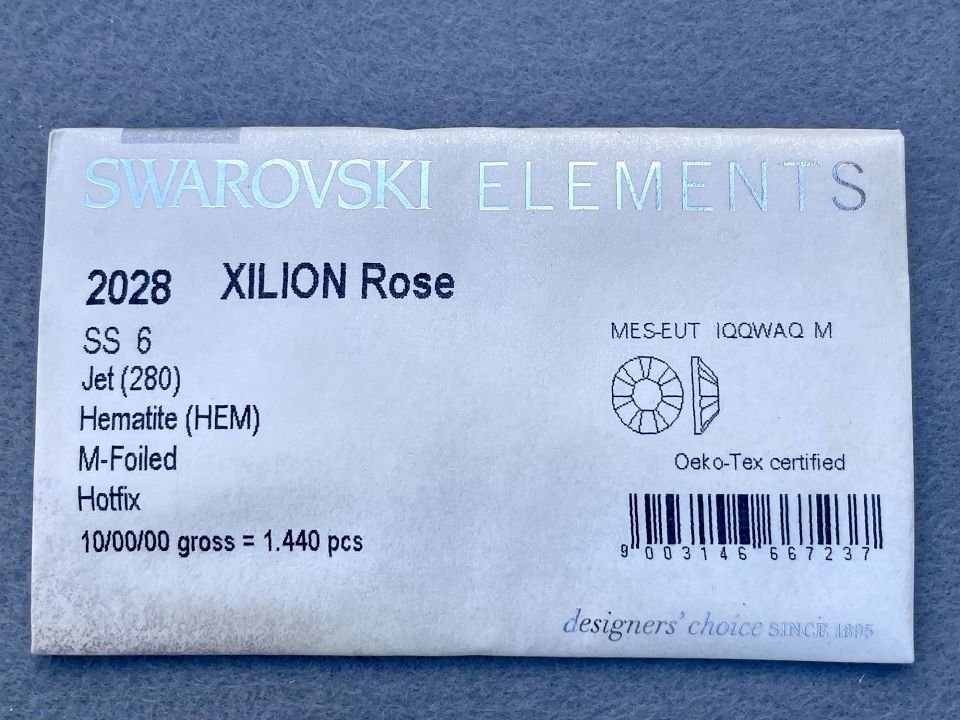 SWAROVSKI ELEMENTS
2028 XILION Rose
SS 6
Jet (280)
Hematite (HEM)
M-Foiled
Hotfix
10/00/00 gross = 1.440 pcs
MES-EUT IQQWAQ M
Oeko-Tex certified
9 003146 667237
designers' choice SINCE 1895